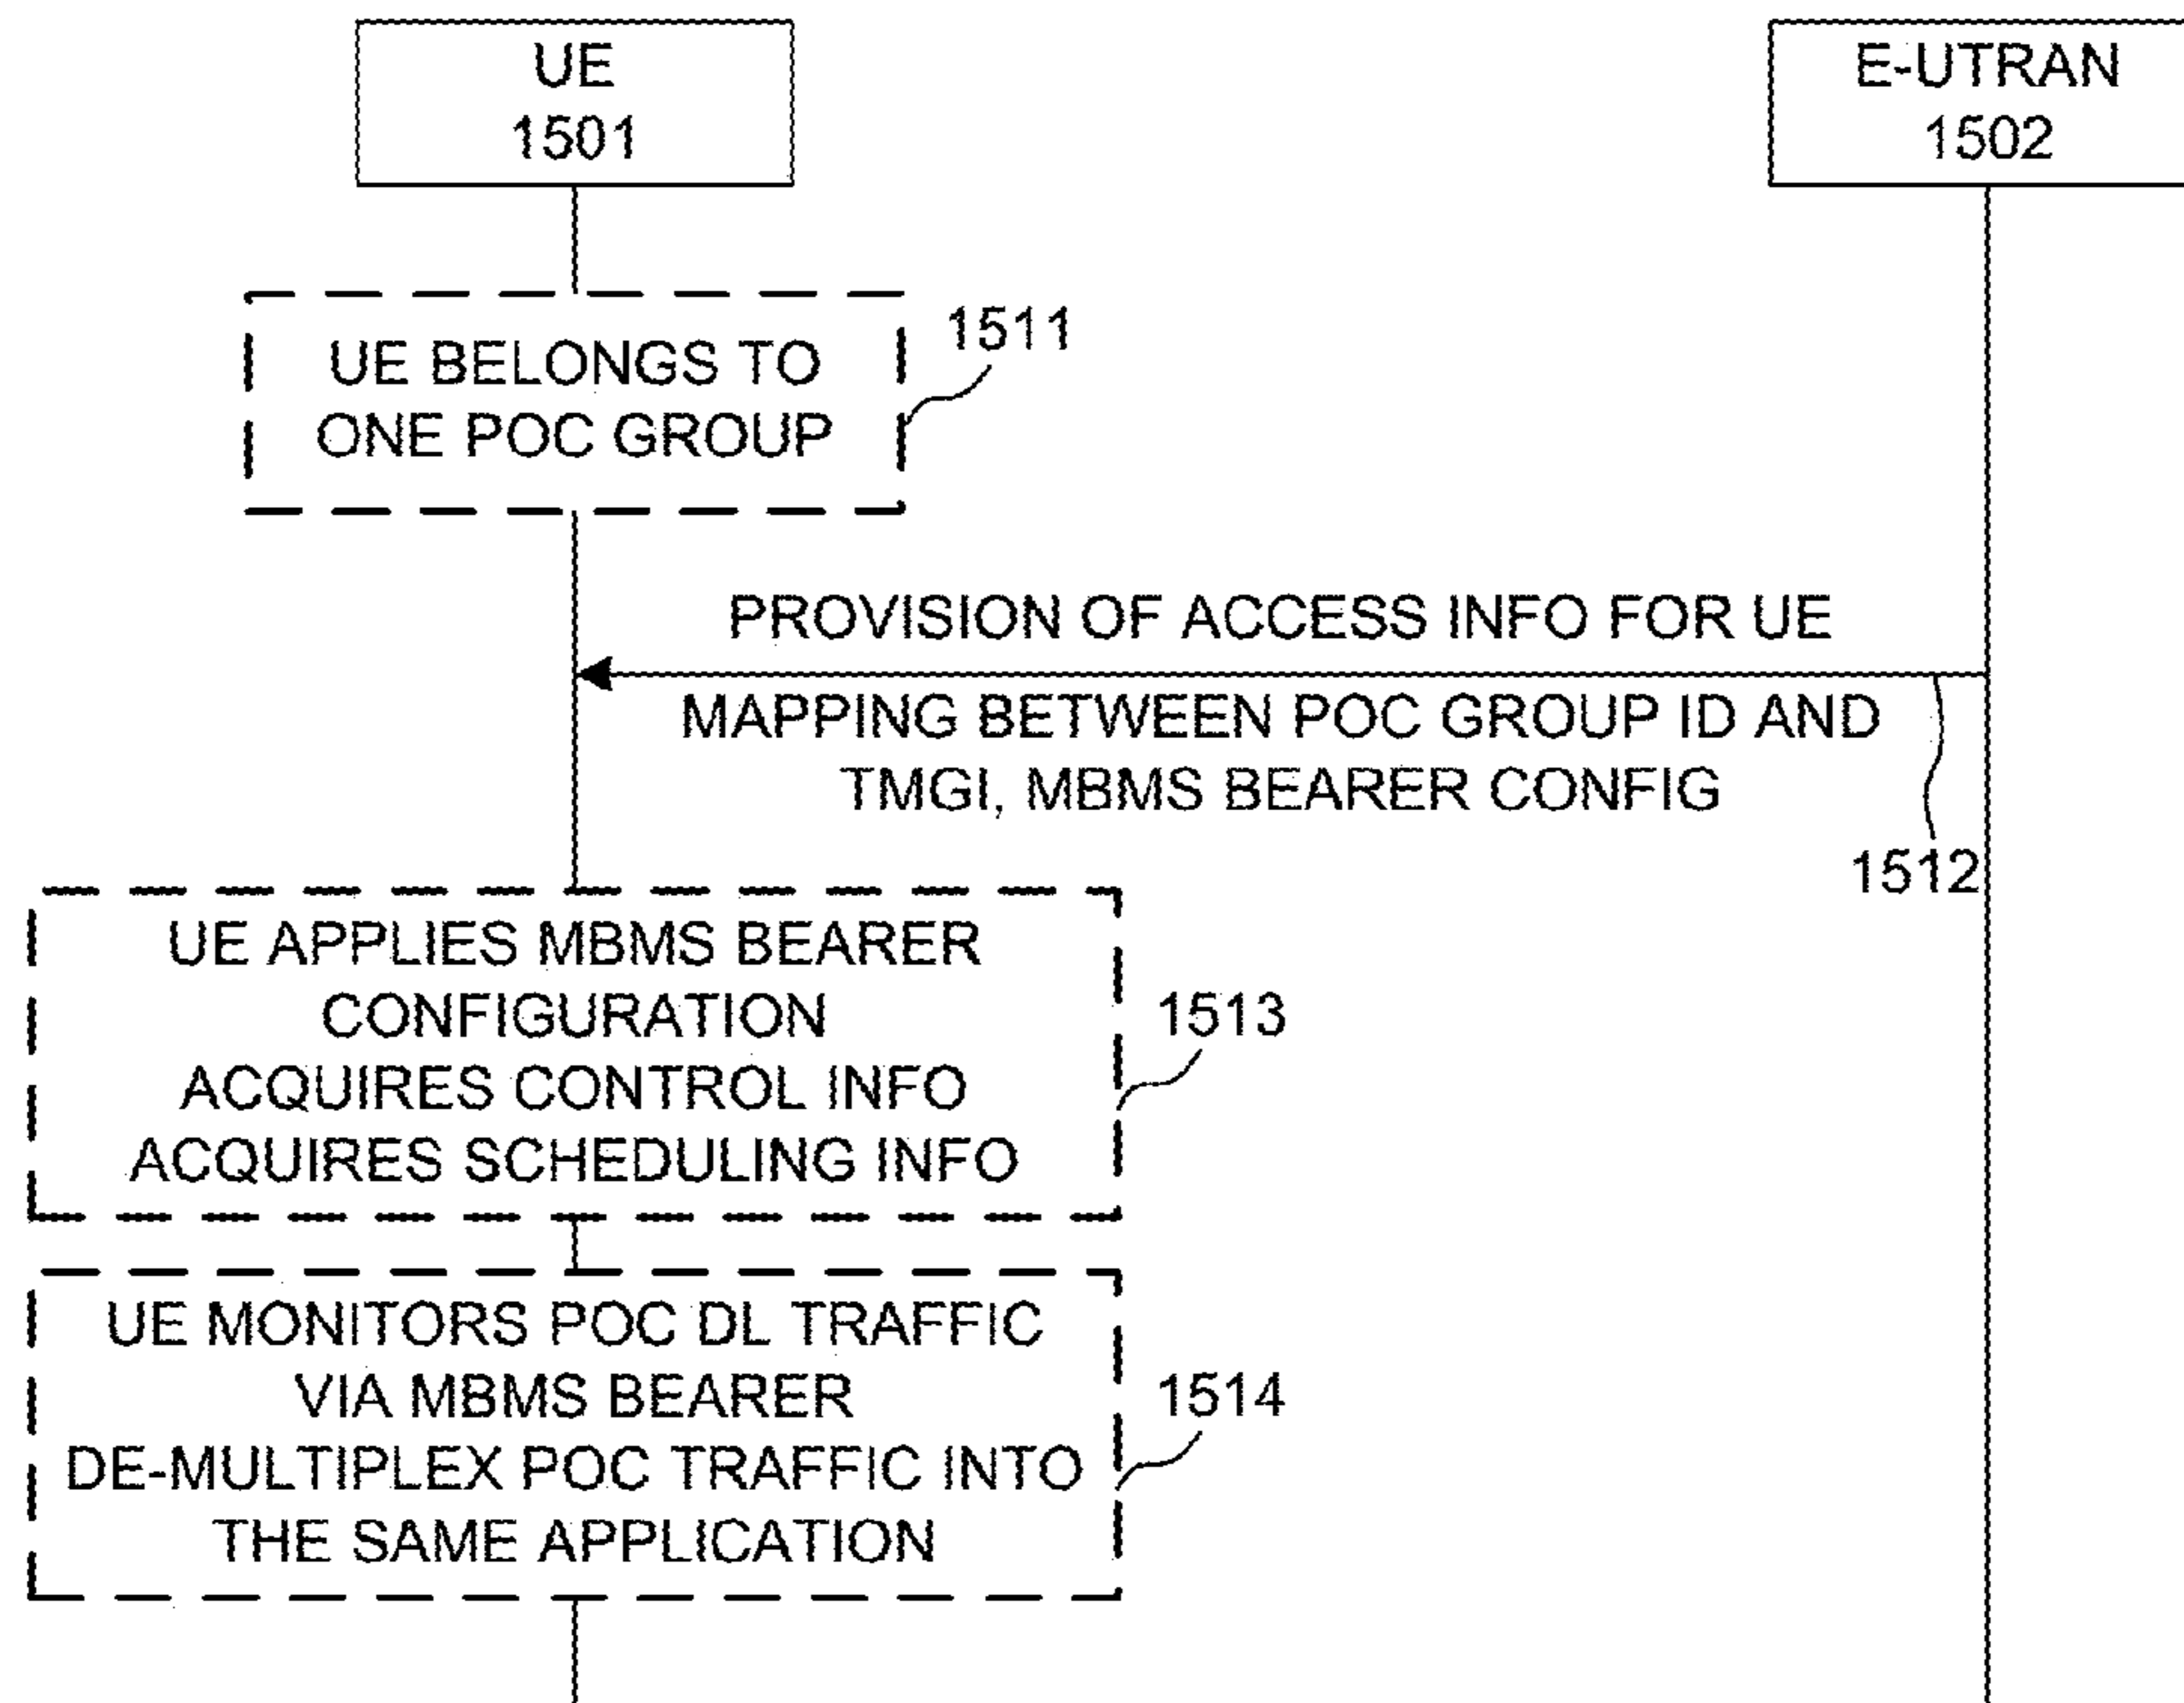 UE
1501
E-UTRAN
1502
UE BELONGS TO
ONE POC GROUP
1511
PROVISION OF ACCESS INFO FOR UE
MAPPING BETWEEN POC GROUP ID AND
TMGI, MBMS BEARER CONFIG
1512
UE APPLIES MBMS BEARER
CONFIGURATION
ACQUIRES CONTROL INFO
ACQUIRES SCHEDULING INFO
1513
UE MONITORS POC DL TRAFFIC
VIA MBMS BEARER
DE-MULTIPLEX POC TRAFFIC INTO
THE SAME APPLICATION
1514